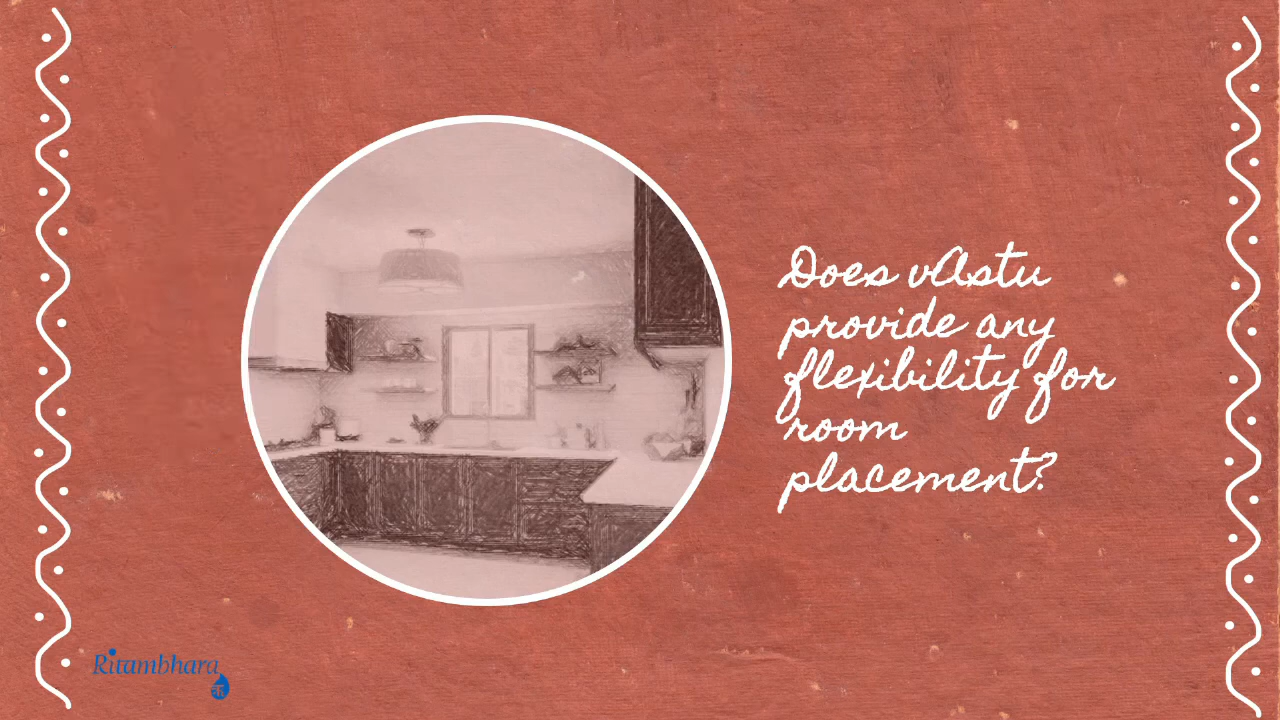 Does vAstu
provide any
flexibility for
room
placement?
Ritambhara